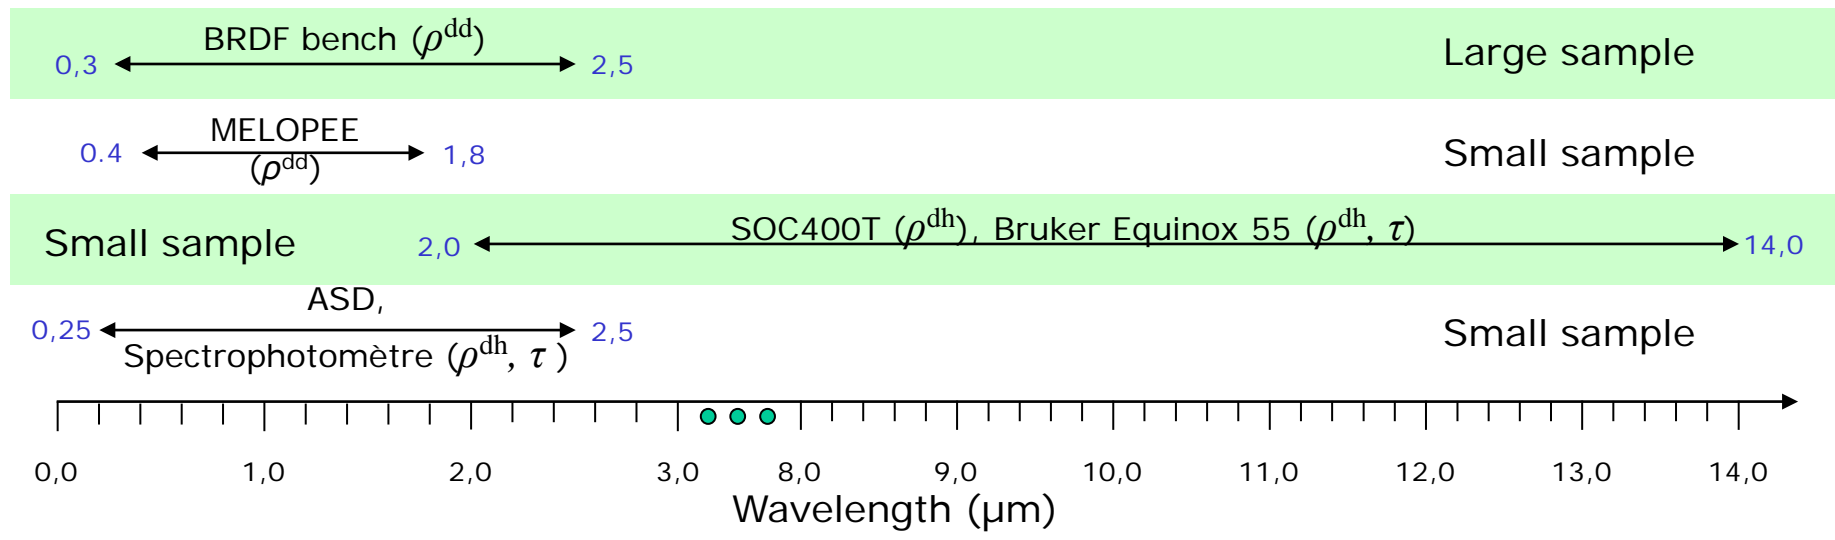 BRDF bench (ρdd)
0,3 2,5 Large sample
MELOPEE
0.4 1,8 Small sample
(ρdd)
SOC400T (ρdh), Bruker Equinox 55 (ρdh, τ)
Small sample 2,0 14,0
ASD,
0,25 2,5 Small sample
Spectrophotomètre (ρdh, τ )
0,0 1,0 2,0 3,0 8,0 9,0 10,0 11,0 12,0 13,0 14,0
Wavelength (µm)